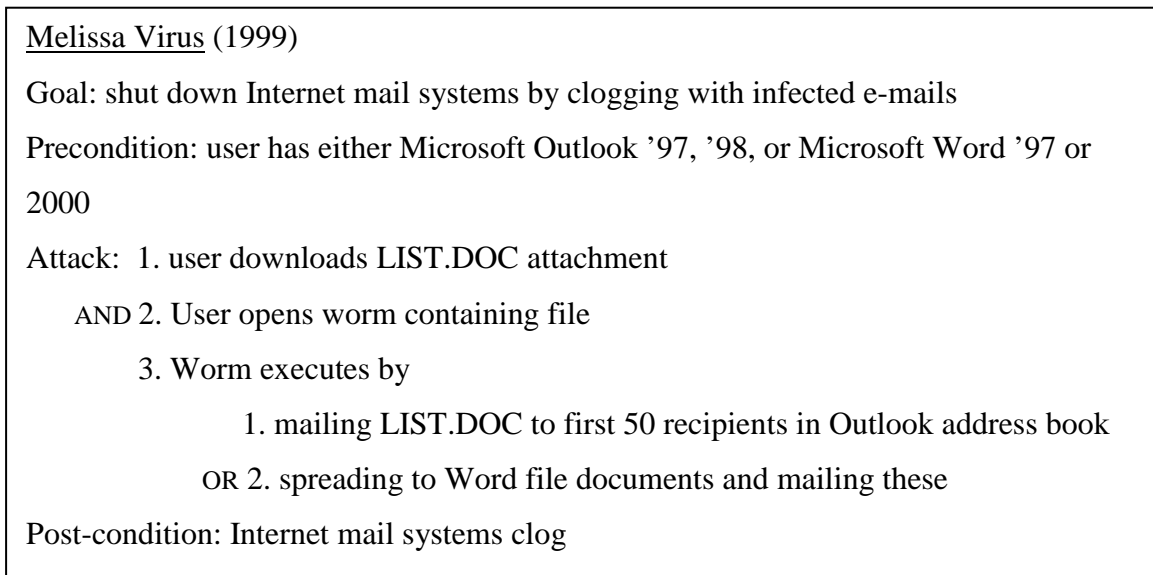 Melissa Virus (1999)
Goal: shut down Internet mail systems by clogging with infected e-mails
Precondition: user has either Microsoft Outlook ’97, ’98, or Microsoft Word ’97 or
2000
Attack: 1. user downloads LIST.DOC attachment
AND 2. User opens worm containing file
3. Worm executes by
1. mailing LIST.DOC to first 50 recipients in Outlook address book
OR 2. spreading to Word file documents and mailing these
Post-condition: Internet mail systems clog